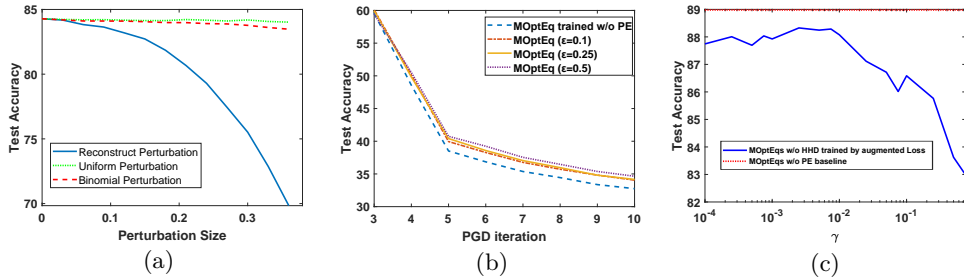 85
80
75
70
Test Accuracy
0
0.1
0.2
0.3
Perturbation Size
Reconstruct Perturbation
Uniform Perturbation
Binomial Perturbation
(a)
60
55
50
45
40
35
30
Test Accuracy
3
4
5
6
7
8
9
10
PGD iteration
MOptEq trained w/o PE
MOptEq (ε=0.1)
MOptEq (ε=0.25)
MOptEq (ε=0.5)
(b)
89
88
87
86
85
84
83
82
Test Accuracy
10⁻⁴
10⁻³
10⁻²
10⁻¹
γ
MOptEqs w/o HHD trained by augmented Loss
MOptEqs w/o PE baseline
(c)